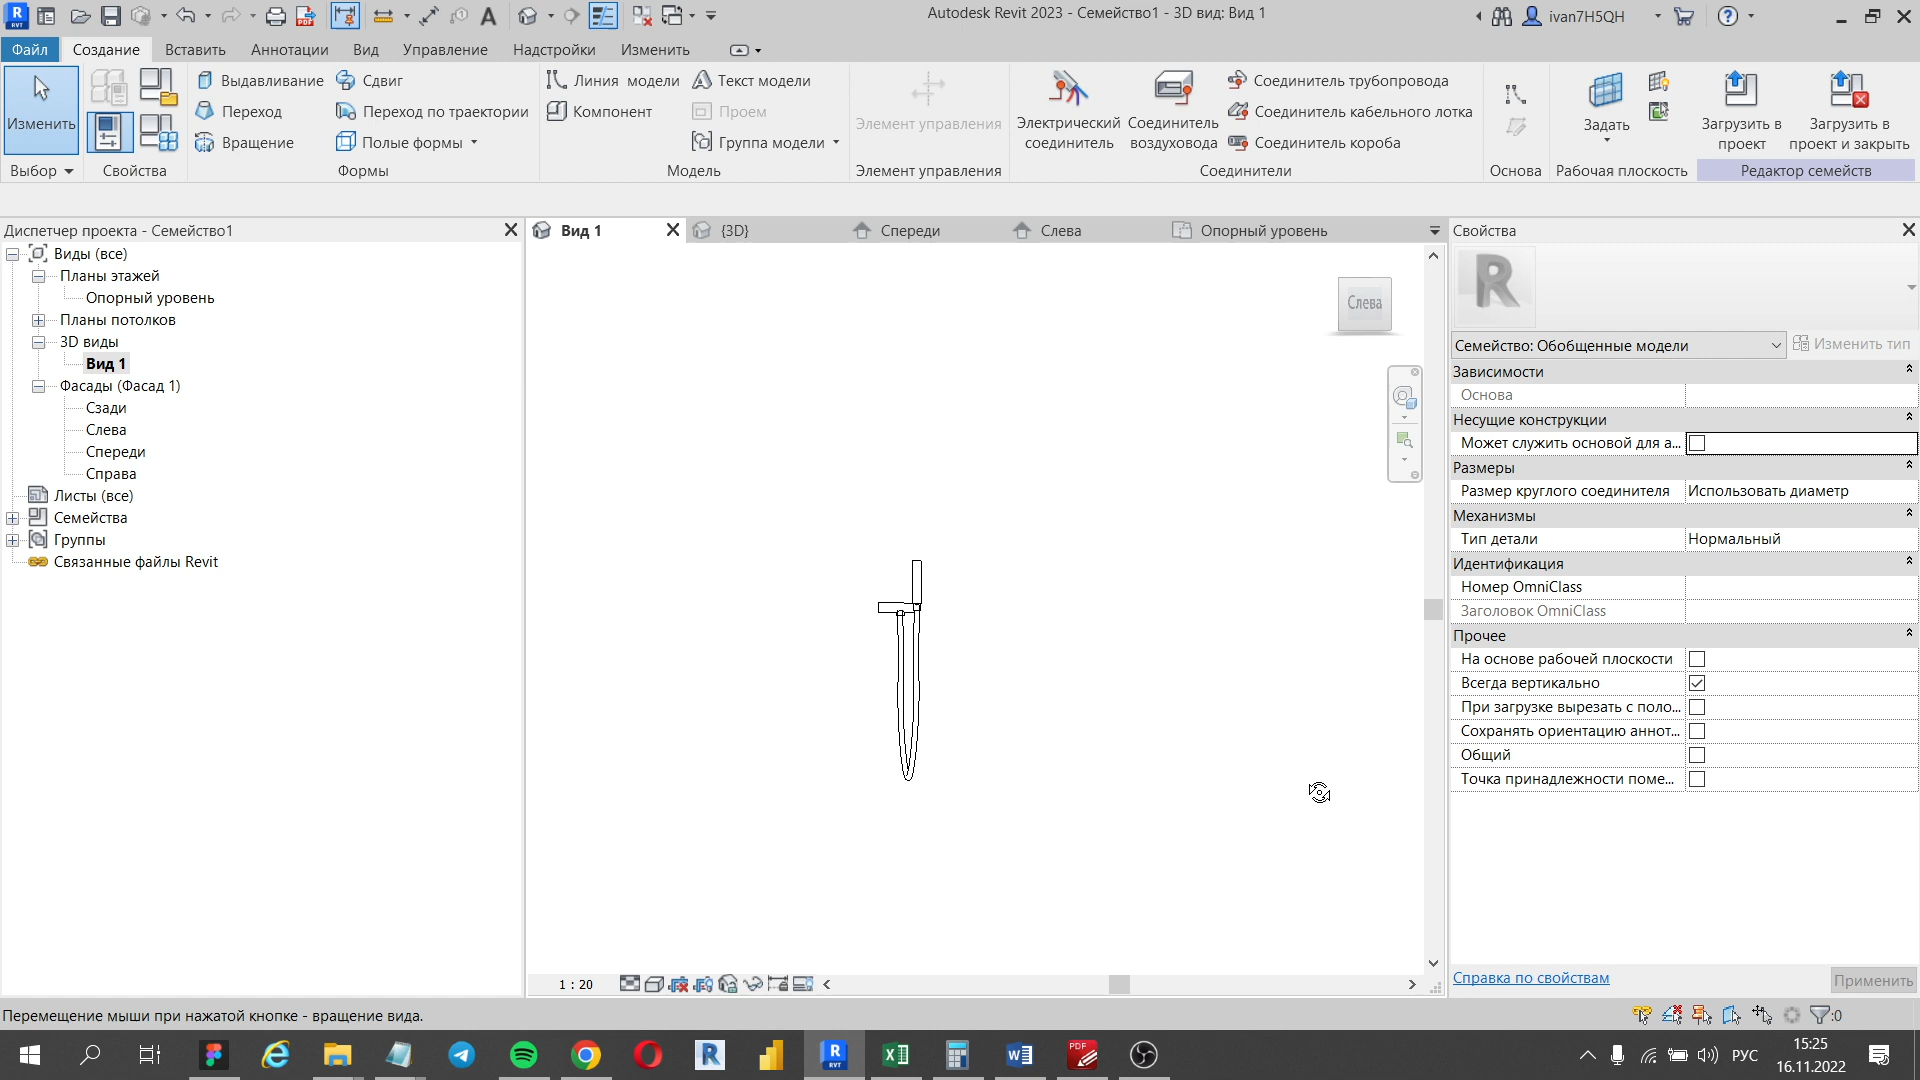 Autodesk Revit 2023 - Семейство1 - 3D вид: Вид 1
ivan7H5QH
Файл
Создание
Вставить
Аннотации
Вид
Управление
Надстройки
Изменить
Изменить
Выбор
Свойства
Выдавливание
Переход
Вращение
Сдвиг
Переход по траектории
Полые формы
Формы
Линия модели
Компонент
Текст модели
Проем
Группа модели
Модель
Элемент управления
Элемент управления
Электрический соединитель
Соединитель воздуховода
Соединитель трубопровода
Соединитель кабельного лотка
Соединитель короба
Соединители
Основа
Задать
Рабочая плоскость
Загрузить в проект
Загрузить в проект и закрыть
Редактор семейств
Диспетчер проекта - Семейство1
Виды (все)
Планы этажей
Опорный уровень
Планы потолков
3D виды
Вид 1
Фасады (Фасад 1)
Сзади
Слева
Спереди
Справа
Листы (все)
Семейства
Группы
Связанные файлы Revit
Вид 1
{3D}
Спереди
Слева
Опорный уровень
Слева
1 : 20
Свойства
Семейство: Обобщенные модели
Изменить тип
Зависимости
Основа
Несущие конструкции
Может служить основой для а...
Размеры
Размер круглого соединителя
Использовать диаметр
Механизмы
Тип детали
Нормальный
Идентификация
Номер OmniClass
Заголовок OmniClass
Прочее
На основе рабочей плоскости
Всегда вертикально
При загрузке вырезать с поло...
Сохранять ориентацию аннот...
Общий
Точка принадлежности поме...
Справка по свойствам
Применить
Перемещение мыши при нажатой кнопке - вращение вида.
:0
РУС
15:25
16.11.2022